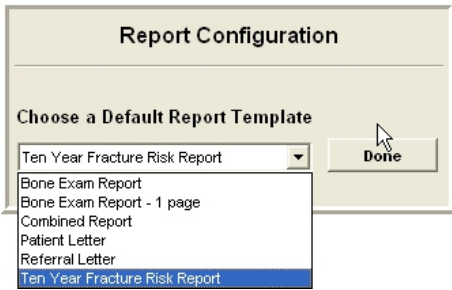 Report Configuration
Choose a Default Report Template
Ten Year Fracture Risk Report
Done
Bone Exam Report
Bone Exam Report - 1 page
Combined Report
Patient Letter
Referral Letter
Ten Year Fracture Risk Report